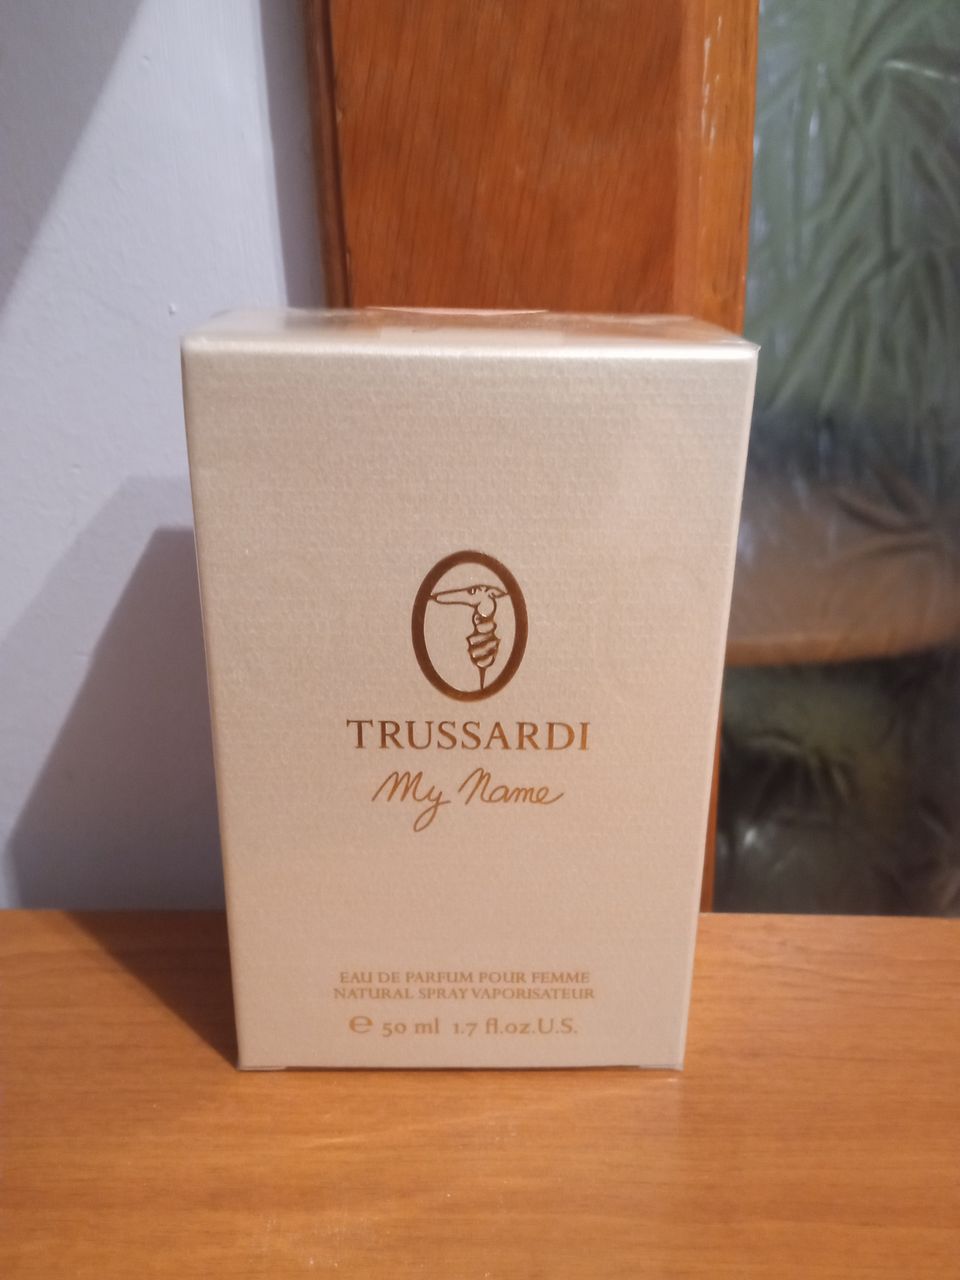 TRUSSARDI
My Name
EAU DE PARFUM POUR FEMME
NATURAL SPRAY VAPORISATEUR
℮ 50 ml 1.7 fl.oz.U.S.